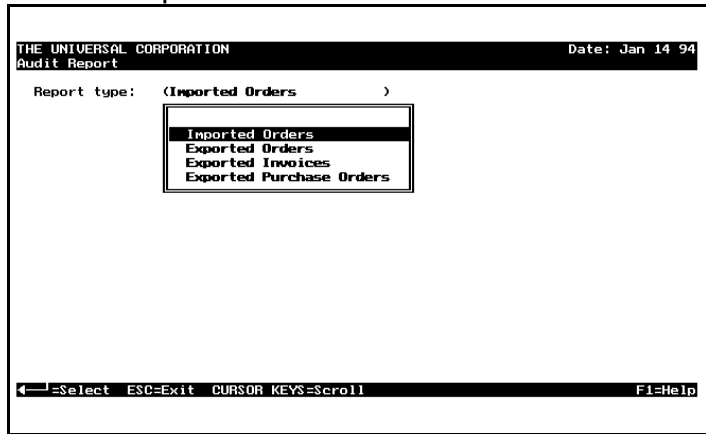 THE UNIVERSAL CORPORATION Date: Jan 14 94
Audit Report
Report type: (Imported Orders )
Imported Orders
Exported Orders
Exported Invoices
Exported Purchase Orders
=Select ESC=Exit CURSOR KEYS=Scroll F1=Help